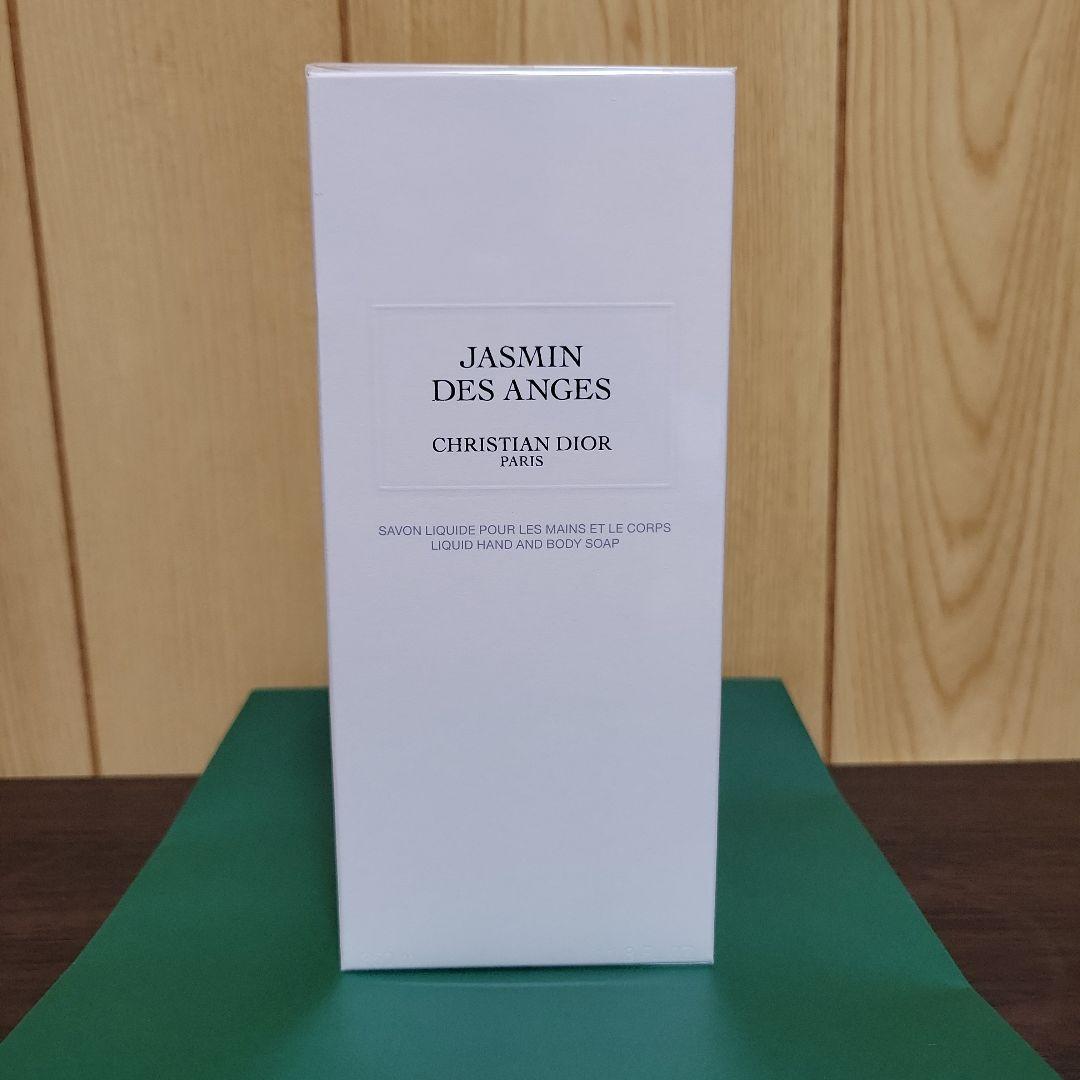 JASMIN
DES ANGES
CHRISTIAN DIOR
PARIS
SAVON LIQUIDE POUR LES MAINS ET LE CORPS
LIQUID HAND AND BODY SOAP